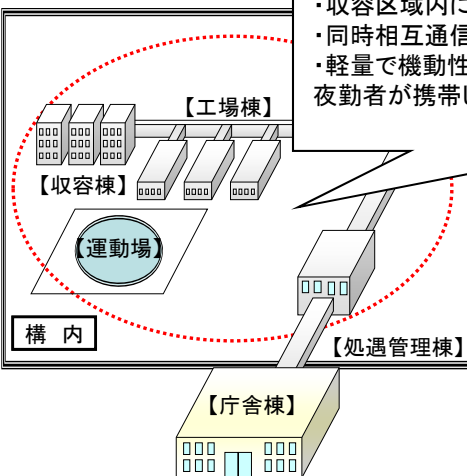 ・収容区域内に
・同時相互通信
・軽量で機動性
夜勤者が携帯し
【工場棟】
【収容棟】
【運動場】
構内
【処遇管理棟】
【庁舎棟】